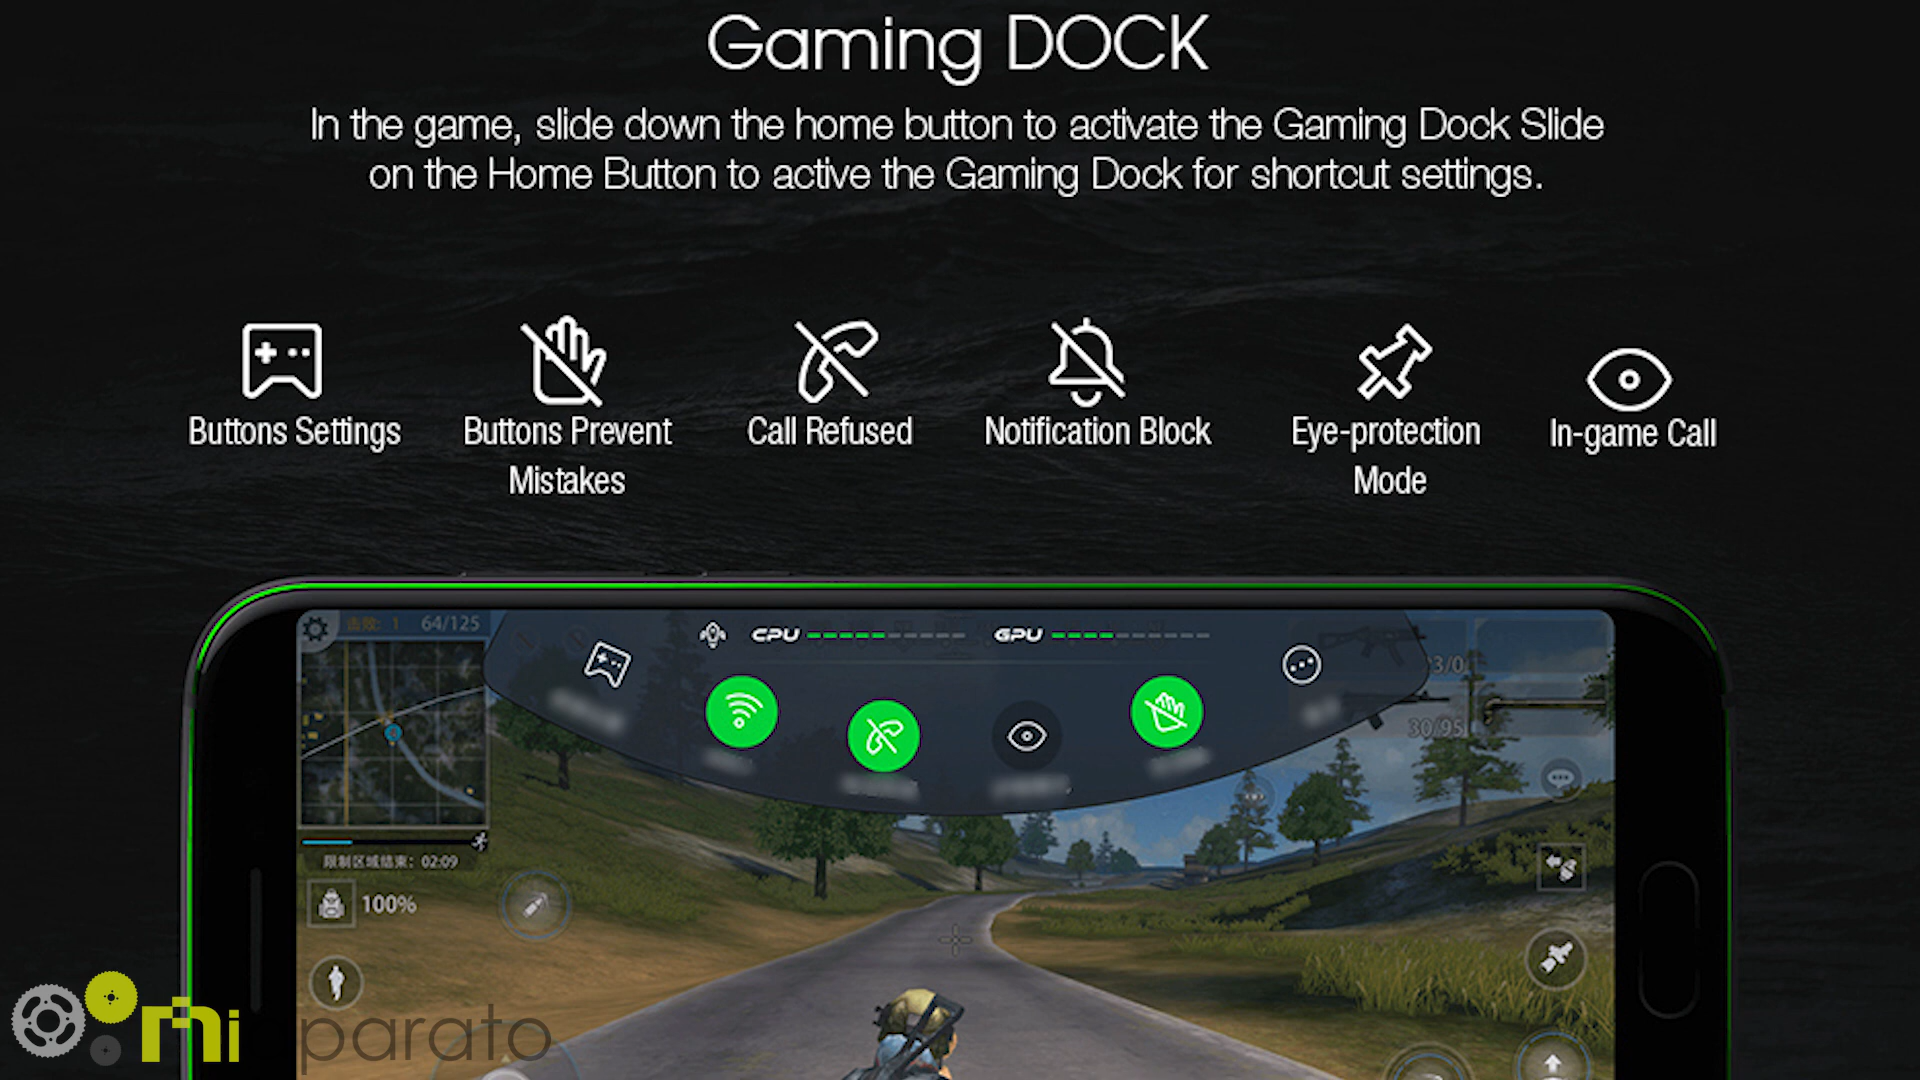 Gaming DOCK
In the game, slide down the home button to activate the Gaming Dock Slide
on the Home Button to active the Gaming Dock for shortcut settings.
Buttons Settings
Buttons Prevent
Mistakes
Call Refused
Notification Block
Eye-protection
Mode
In-game Call
击败: 1 64/125
CPU
GPU
3/0
30/95
限制区域结束: 02:09
100%
mi parato